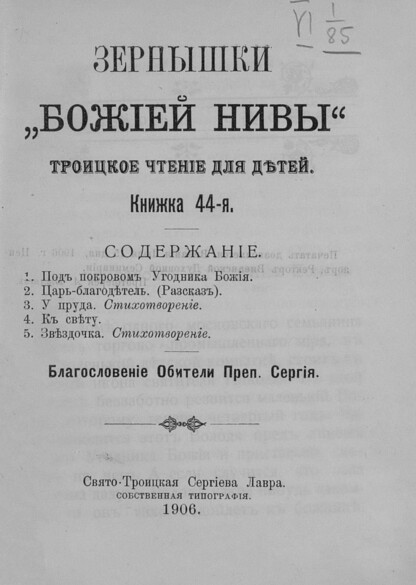 VI 1/85
ЗЕРНЫШКИ
„БОЖІЕЙ НИВЫ“
ТРОИЦКОЕ ЧТЕНІЕ ДЛЯ ДѢТЕЙ.
Книжка 44-я.
СОДЕРЖАНІЕ.
1. Подъ покровомъ Угодника Божія.
2. Царь-благодѣтель. (Разсказъ).
3. У пруда. Стихотвореніе.
4. Къ свѣту.
5. Звѣздочка. Стихотвореніе.
Благословеніе Обители Преп. Сергія.
Свято-Троицкая Сергіева Лавра.
СОБСТВЕННАЯ ТИПОГРАФІЯ.
1906.